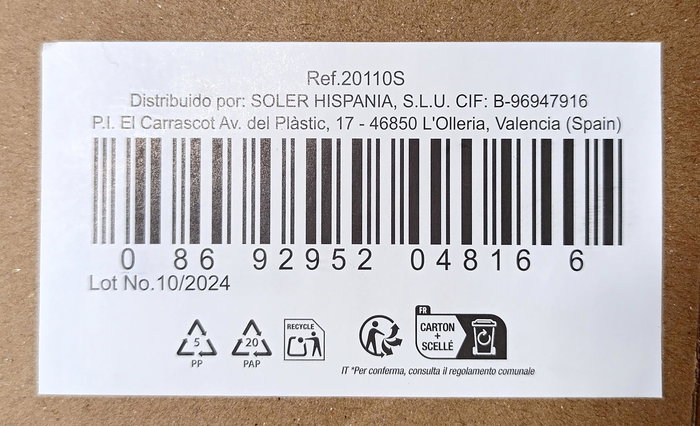 Ref.20110S
Distribuido por: SOLER HISPANIA, S.L.U. CIF: B-96947916
P.I. El Carrascot Av. del Plàstic, 17 - 46850 L'Olleria, Valencia (Spain)
0 86 92952 04816 6
Lot No.10/2024
5
PP
20
PAP
RECYCLE
FR
CARTON
+
SCELLÉ
IT *Per conferma, consulta il regolamento comunale